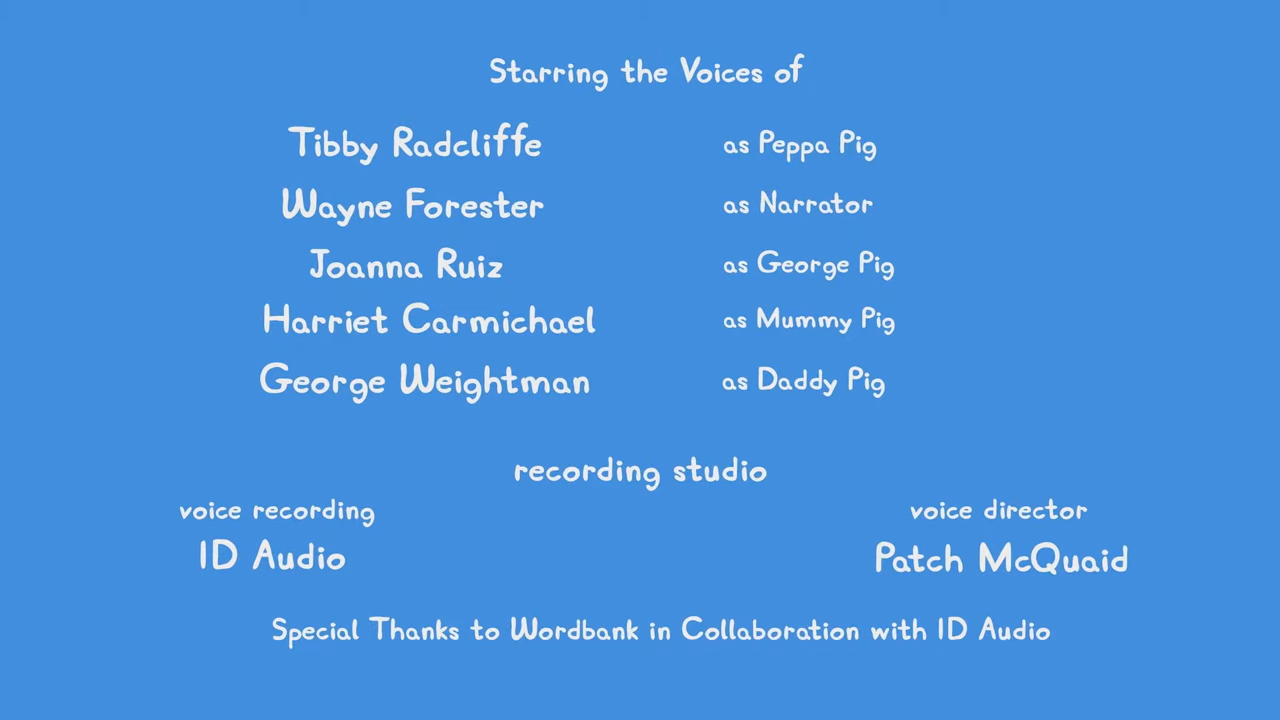 Starring the Voices of
Tibby Radcliffe as Peppa Pig
Wayne Forester as Narrator
Joanna Ruiz as George Pig
Harriet Carmichael as Mummy Pig
George Weightman as Daddy Pig
recording studio
voice recording
ID Audio
voice director
Patch McQuaid
Special Thanks to Wordbank in Collaboration with ID Audio